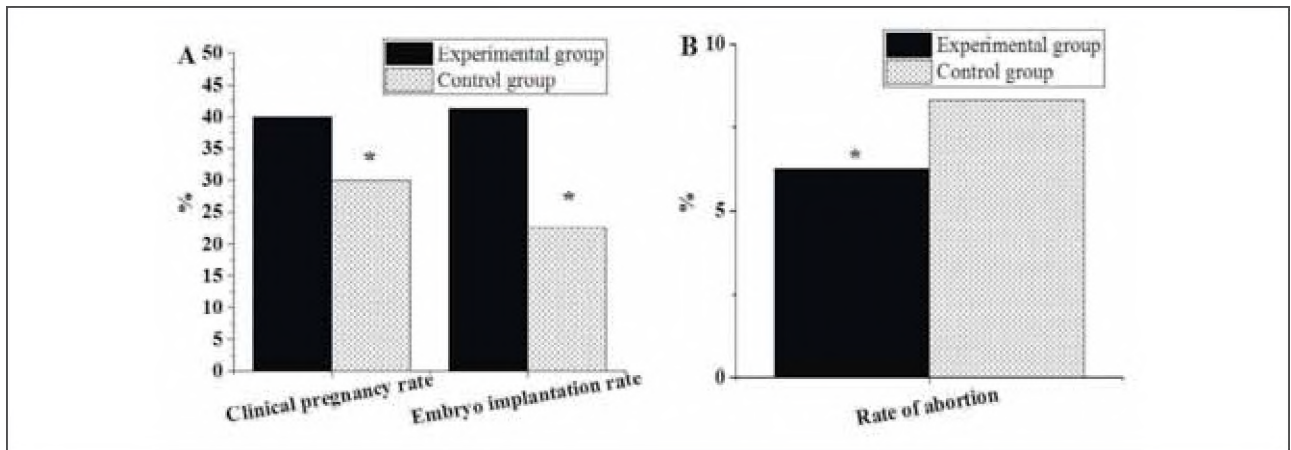 A
50
45
40
35
30
25
20
15
10
5
0
%
Experimental group
Control group
*
*
Clinical pregnancy rate
Embryo implantation rate
B
10
5
0
%
Experimental group
Control group
*
Rate of abortion